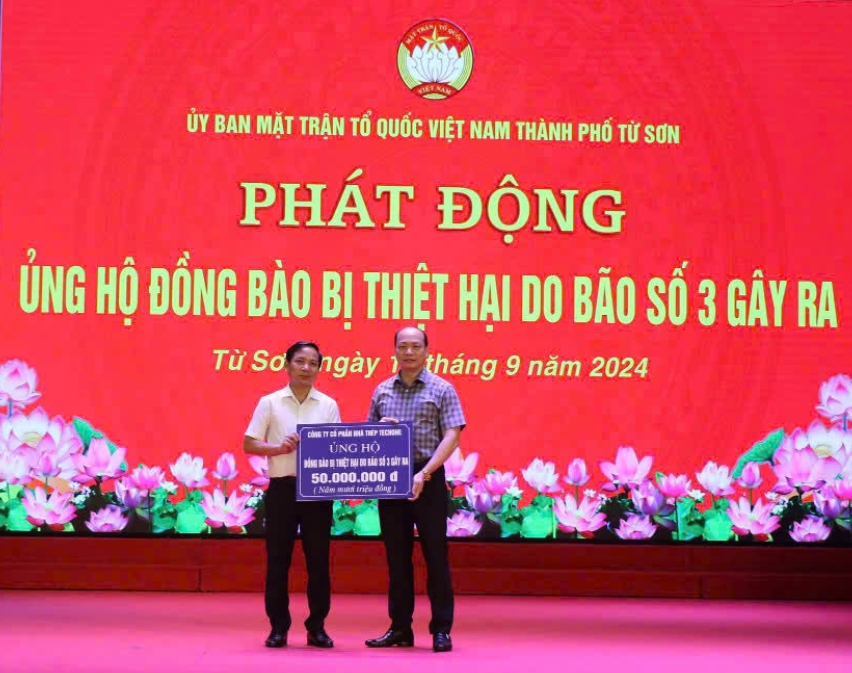 MẶT TRẬN TỔ QUỐC
VIỆT NAM
ỦY BAN MẶT TRẬN TỔ QUỐC VIỆT NAM THÀNH PHỐ TỪ SƠN
PHÁT ĐỘNG
ỦNG HỘ ĐỒNG BÀO BỊ THIỆT HẠI DO BÃO SỐ 3 GÂY RA
Từ Sơn, ngày tháng 9 năm 2024
CÔNG TY CỔ PHẦN NHÀ THÉP TECHONE
ỦNG HỘ
ĐỒNG BÀO BỊ THIỆT HẠI DO BÃO SỐ 3 GÂY RA
50.000.000 đ
( Năm mươi triệu đồng )